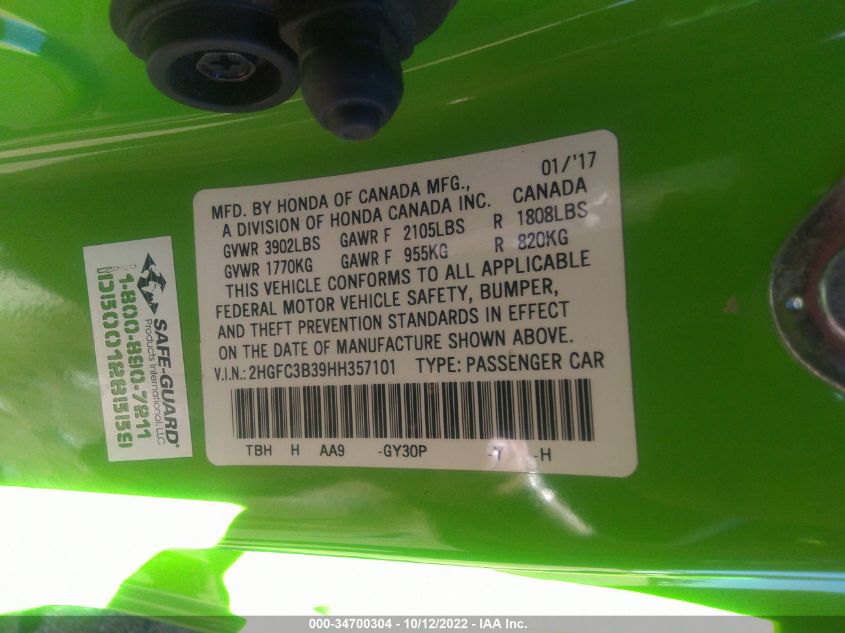 MFD. BY HONDA OF CANADA MFG., 01/'17
A DIVISION OF HONDA CANADA INC. CANADA
GVWR 3902LBS GAWR F 2105LBS R 1808LBS
GVWR 1770KG GAWR F 955KG R 820KG
THIS VEHICLE CONFORMS TO ALL APPLICABLE
FEDERAL MOTOR VEHICLE SAFETY, BUMPER,
AND THEFT PREVENTION STANDARDS IN EFFECT
ON THE DATE OF MANUFACTURE SHOWN ABOVE.
V.I.N.:2HGFC3B39HH357101 TYPE: PASSENGER CAR
TBH H AA9 -GY30P -7 -H
SAFE-GUARD®
Products International, LLC
1-800-890-7211
000-34700304 - 10/12/2022 - IAA Inc.